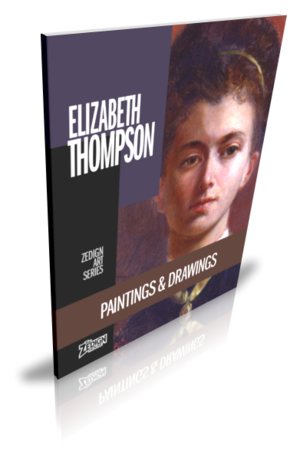 ELIZABETH
THOMPSON
ZEDIGN
ART
SERIES
PAINTINGS & DRAWINGS
ZEDIGN